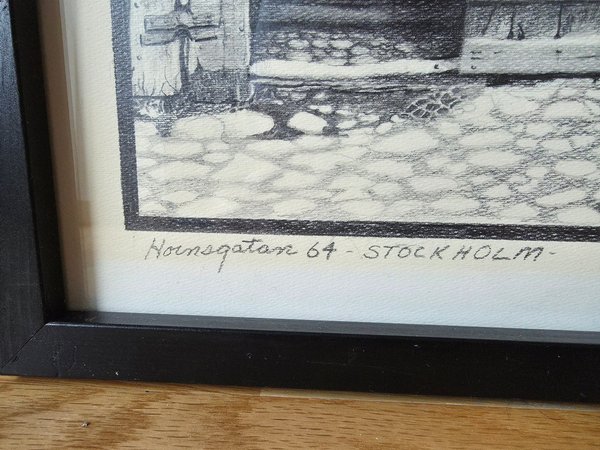 Hornsgatan 64 - STOCKHOLM -